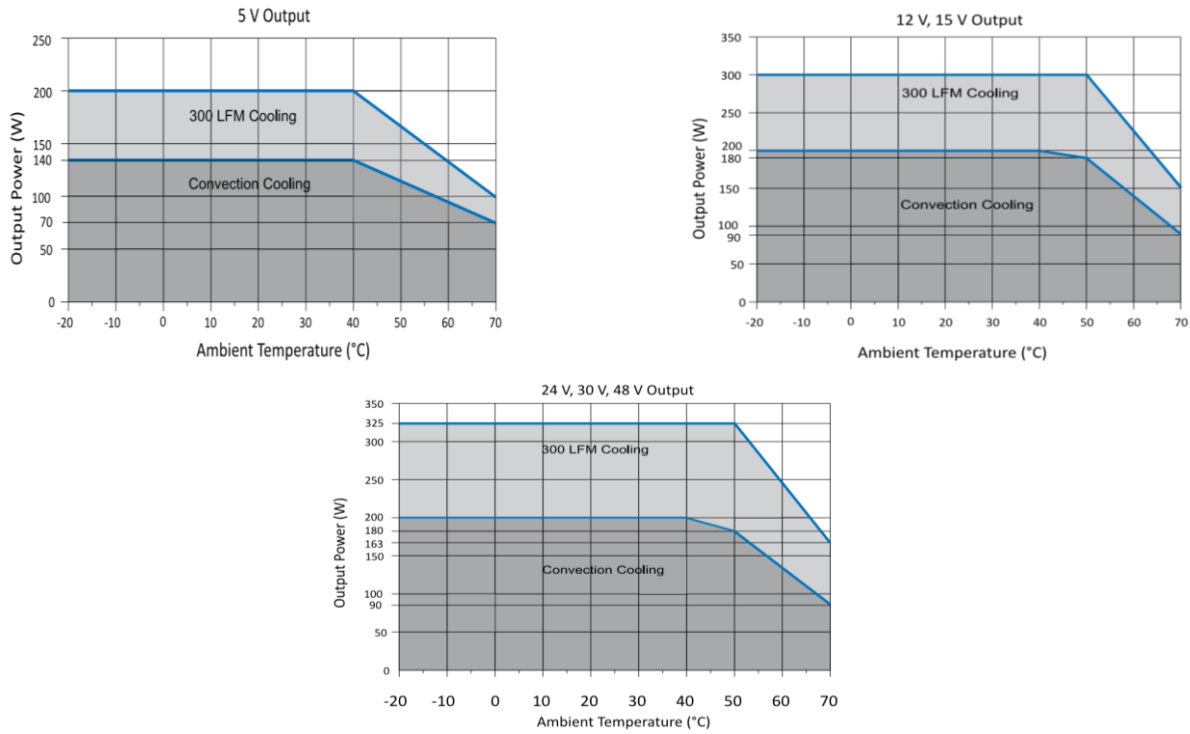 5 V Output
250
200
150
140
100
70
50
0
300 LFM Cooling
Convection Cooling
-20 -10 0 10 20 30 40 50 60 70
Output Power (W)
Ambient Temperature (°C)
12 V, 15 V Output
350
300
250
200
180
150
100
90
50
0
300 LFM Cooling
Convection Cooling
-20 -10 0 10 20 30 40 50 60 70
Output Power (W)
Ambient Temperature (°C)
24 V, 30 V, 48 V Output
350
325
300
250
200
180
163
150
100
90
50
0
300 LFM Cooling
Convection Cooling
-20 -10 0 10 20 30 40 50 60 70
Output Power (W)
Ambient Temperature (°C)